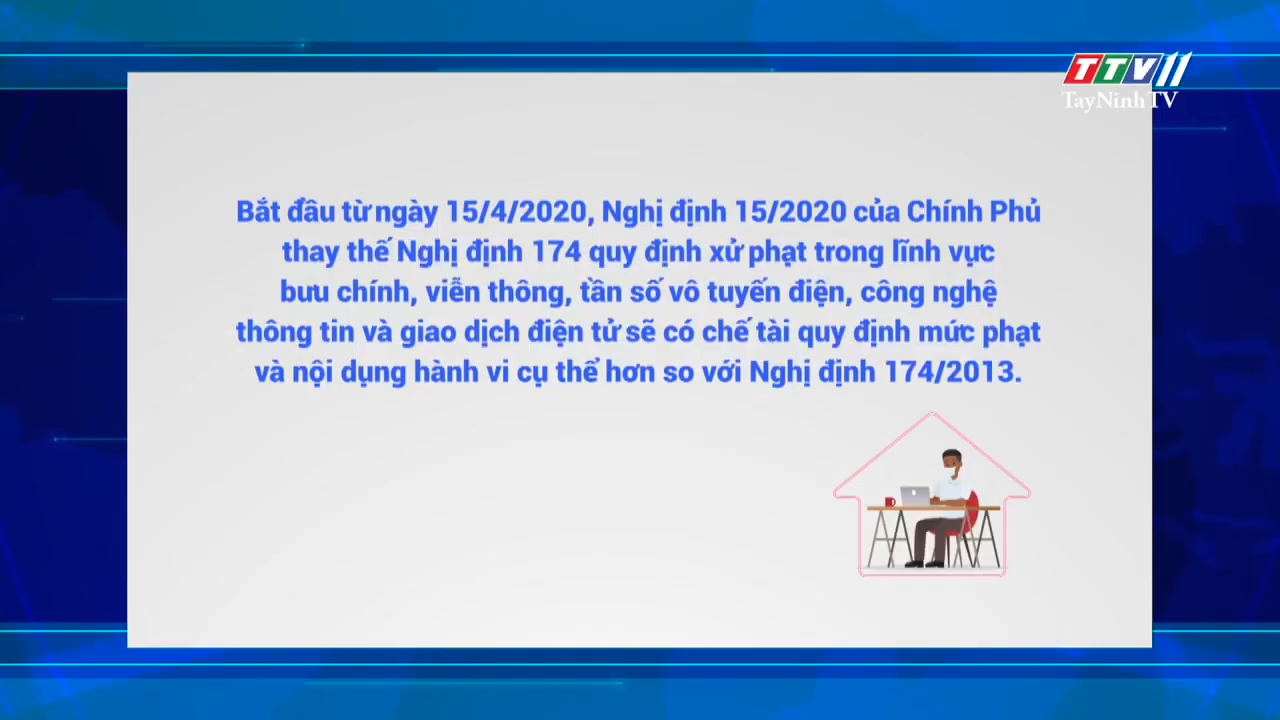 TTV11
TayNinhTV
Bắt đầu từ ngày 15/4/2020, Nghị định 15/2020 của Chính Phủ
thay thế Nghị định 174 quy định xử phạt trong lĩnh vực
bưu chính, viễn thông, tần số vô tuyến điện, công nghệ
thông tin và giao dịch điện tử sẽ có chế tài quy định mức phạt
và nội dụng hành vi cụ thể hơn so với Nghị định 174/2013.